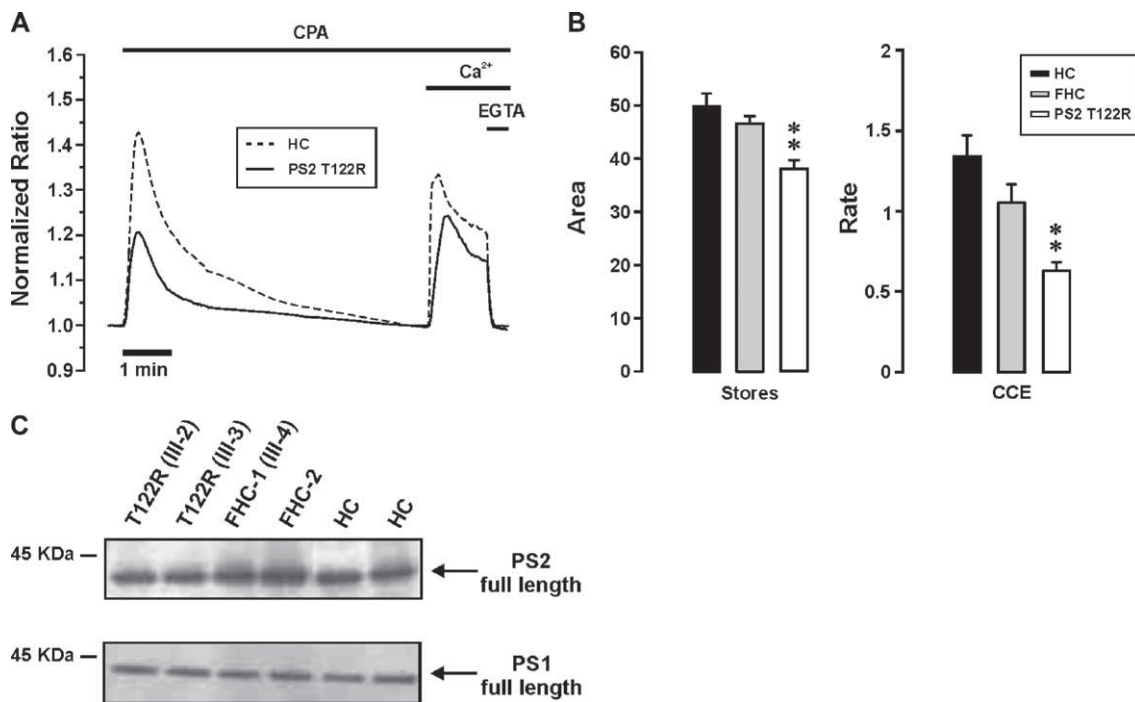 A
CPA
Ca²⁺
EGTA
HC
PS2 T122R
Normalized Ratio
1.6
1.5
1.4
1.3
1.2
1.1
1.0
0.9
1 min
B
HC
FHC
PS2 T122R
Area
60
50
40
30
20
10
0
**
Stores
Rate
2
1.5
1
0.5
0
**
CCE
C
T122R (III-2)
T122R (III-3)
FHC-1 (III-4)
FHC-2
HC
HC
45 KDa
PS2
full length
45 KDa
PS1
full length